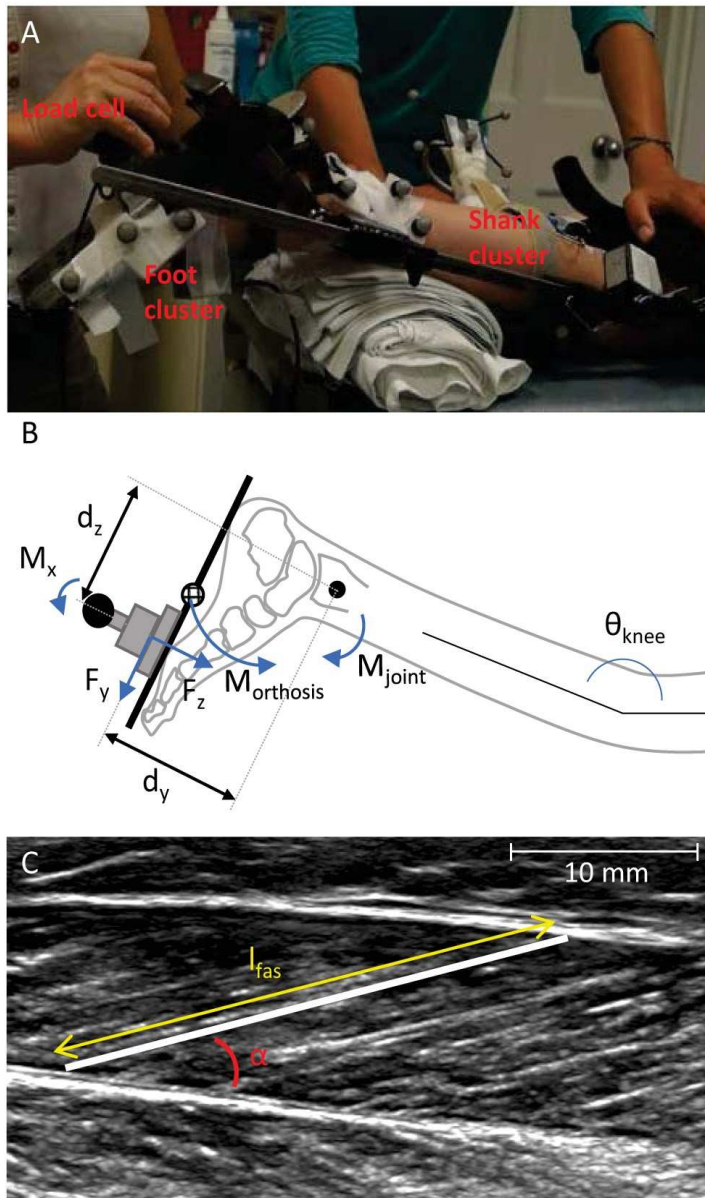 A
Load cell
Shank
cluster
Foot
cluster
B
dz
Mx
θknee
Fy
Fz
Morthosis
Mjoint
dy
C
10 mm
lfas
α